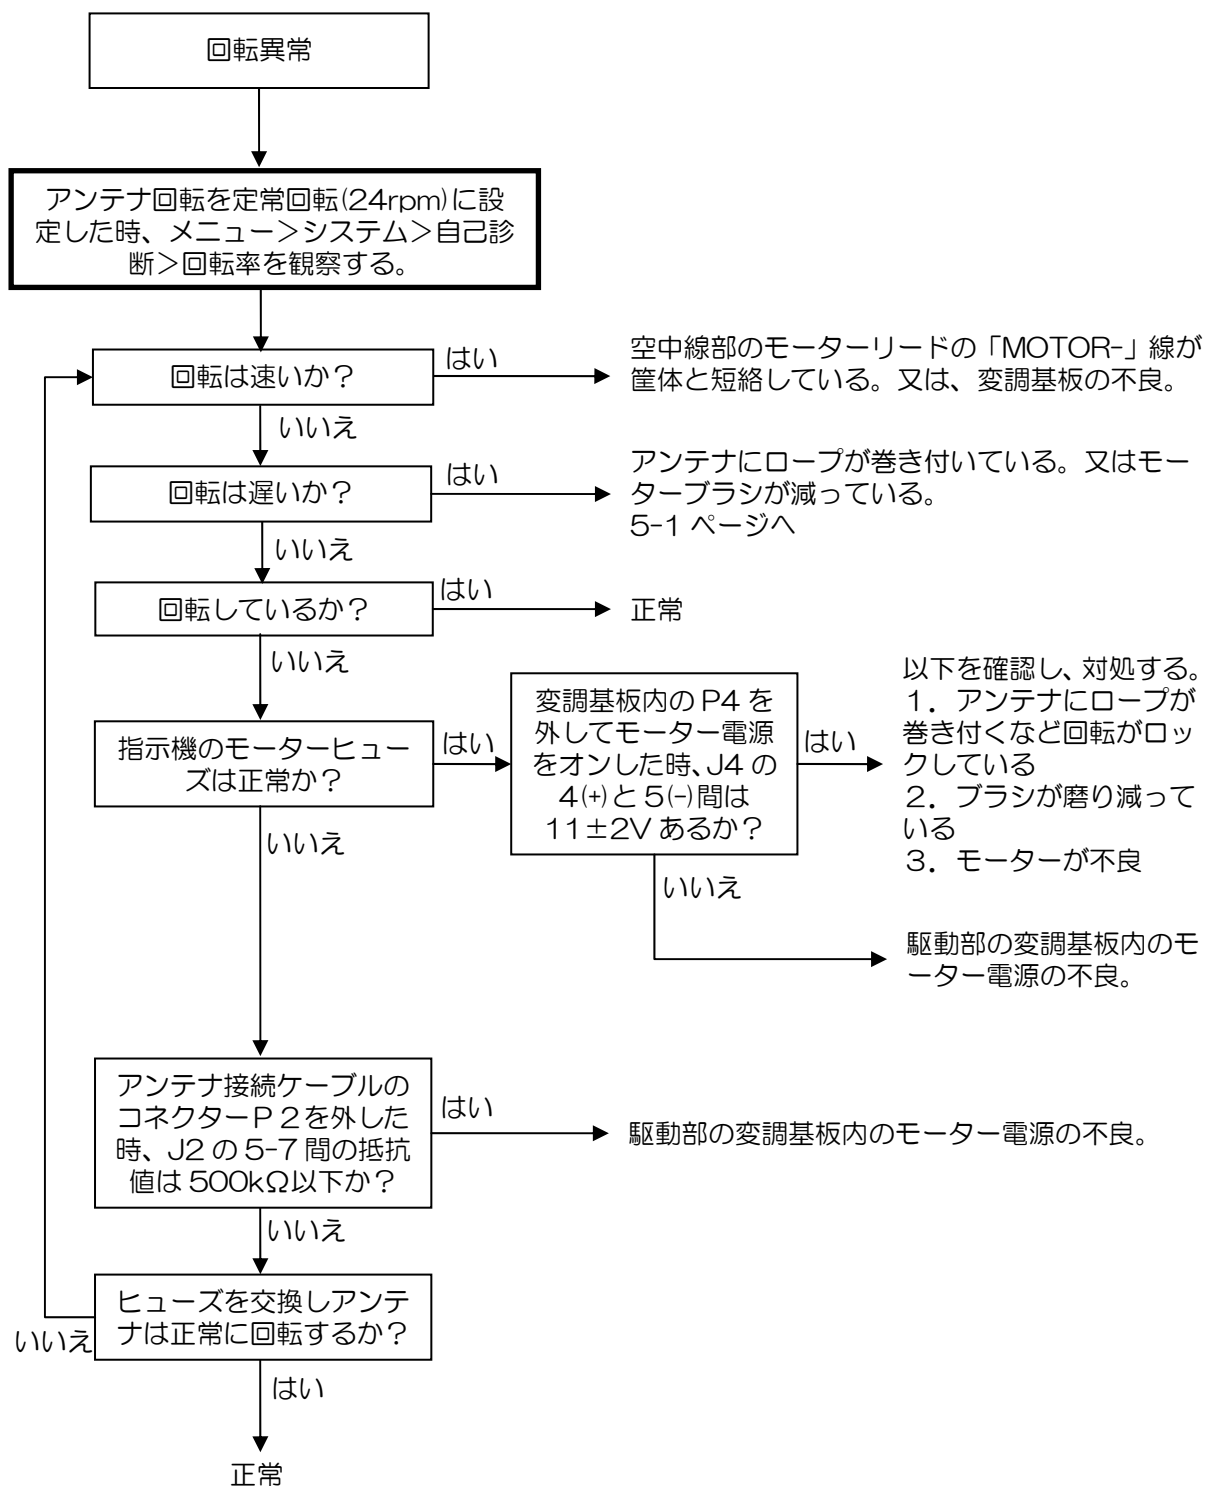 回転異常
アンテナ回転を定常回転(24rpm)に設
定した時、メニュー＞システム＞自己診
断＞回転率を観察する。
回転は速いか？
はい
空中線部のモーターリードの「MOTOR-」線が
筐体と短絡している。又は、変調基板の不良。
いいえ
回転は遅いか？
はい
アンテナにロープが巻き付いている。又はモー
ターブラシが減っている。
5-1 ページへ
いいえ
回転しているか？
はい
正常
いいえ
指示機のモーターヒュー
ズは正常か？
はい
変調基板内の P4 を
外してモーター電源
をオンした時、J4 の
4(+)と 5(-)間は
11±2V あるか？
はい
以下を確認し、対処する。
１．アンテナにロープが
巻き付くなど回転がロッ
クしている
２．ブラシが磨り減って
いる
３．モーターが不良
いいえ
駆動部の変調基板内のモ
ーター電源の不良。
いいえ
アンテナ接続ケーブルの
コネクターＰ２を外した
時、J2 の 5-7 間の抵抗
値は 500kΩ以下か？
はい
駆動部の変調基板内のモーター電源の不良。
いいえ
ヒューズを交換しアンテ
ナは正常に回転するか？
いいえ
はい
正常